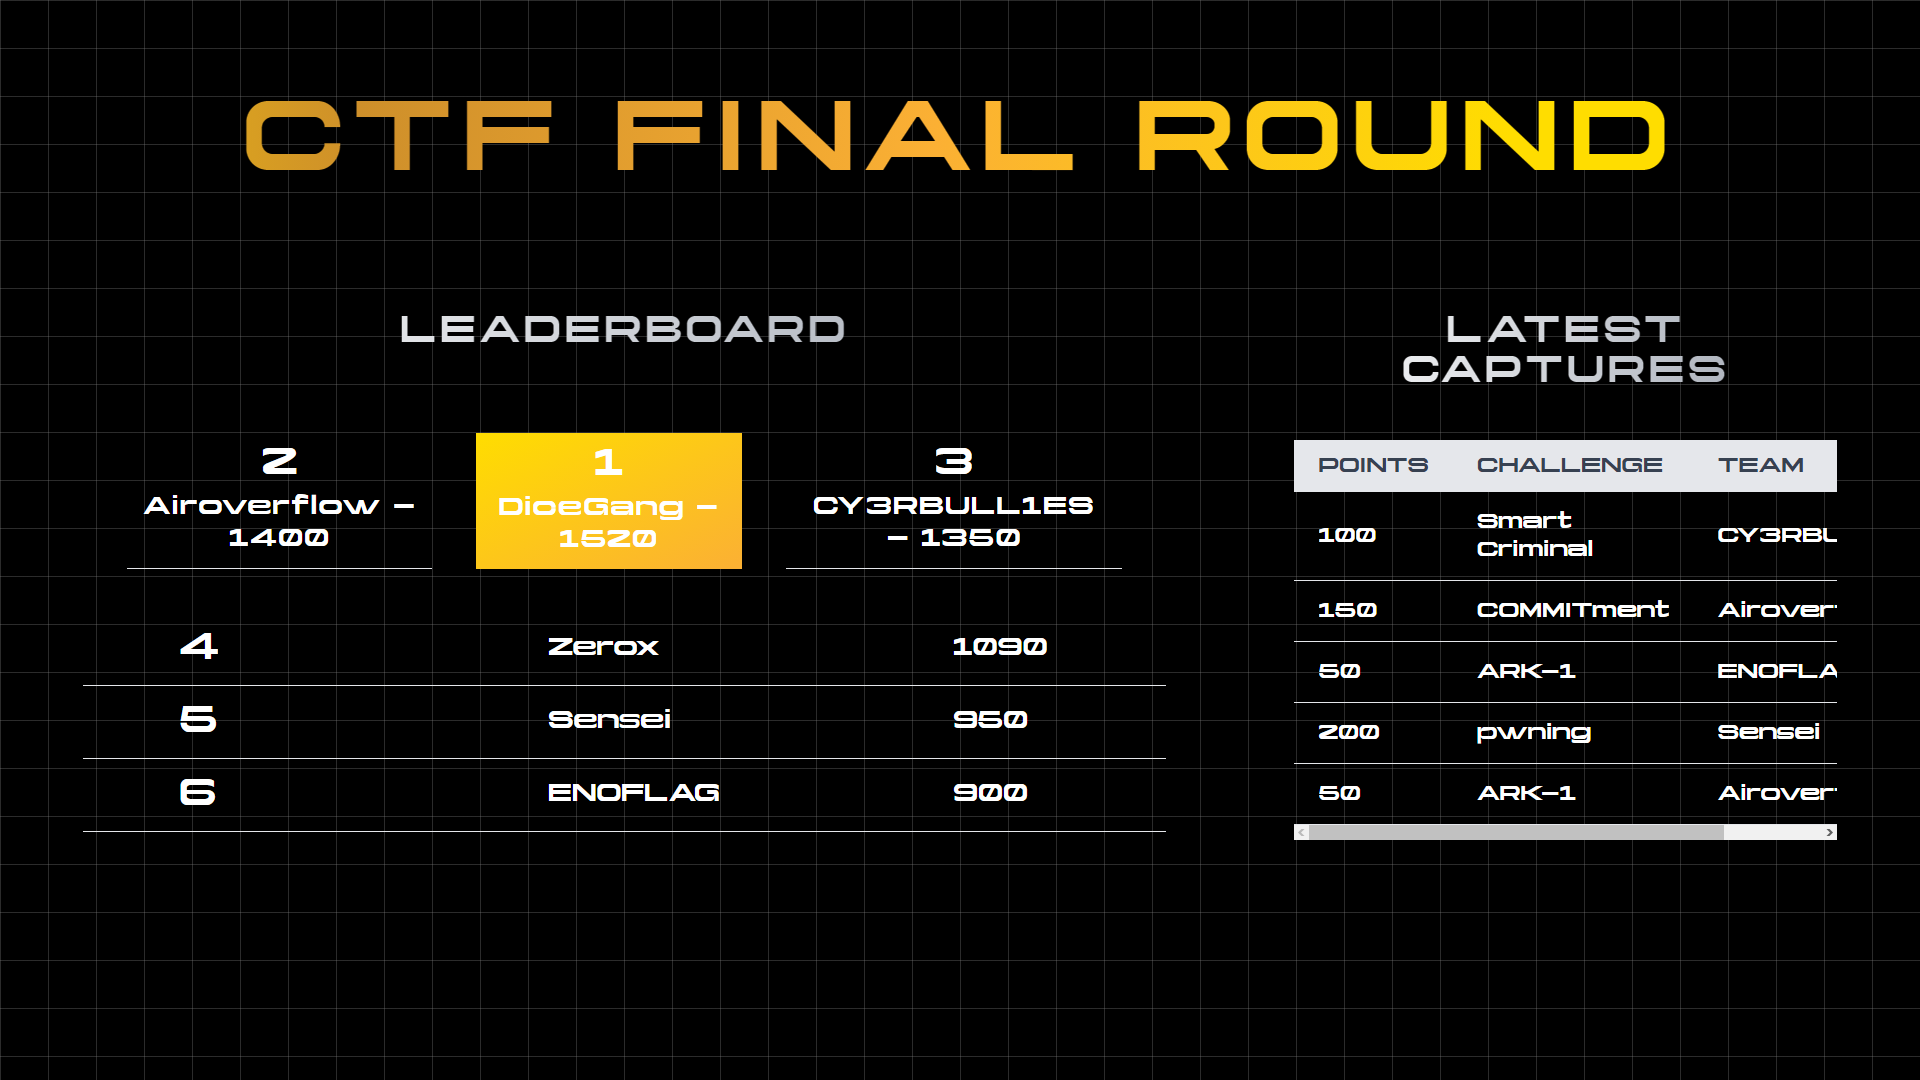 CTF FINAL ROUND
LEADERBOARD
2
Airoverflow –
1400
1
DiceGang –
1520
3
CY3RBULL1ES
– 1350
4 Zerox 1090
5 Sensei 950
6 ENOFLAG 900
LATEST
CAPTURES
POINTS CHALLENGE TEAM
100 Smart
Criminal CY3RBU
150 COMMITment Airover
50 ARK–1 ENOFLA
200 pwning Sensei
50 ARK–1 Airover